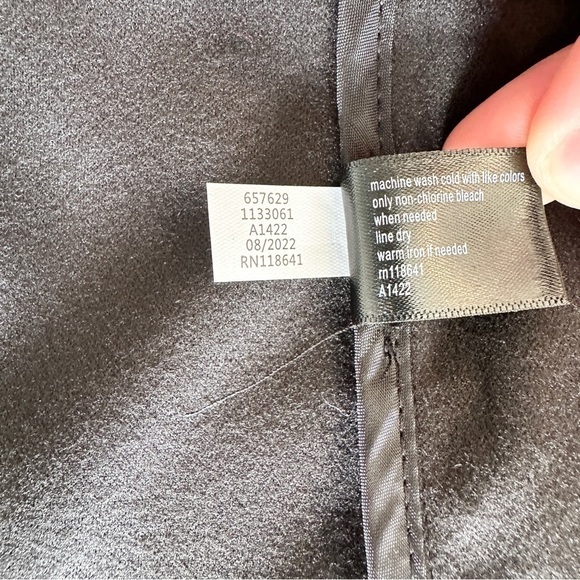 657629
1133061
A1422
08/2022
RN118641
machine wash cold with like colors
only non-chlorine bleach
when needed
line dry
warm iron if needed
rn118641
A1422